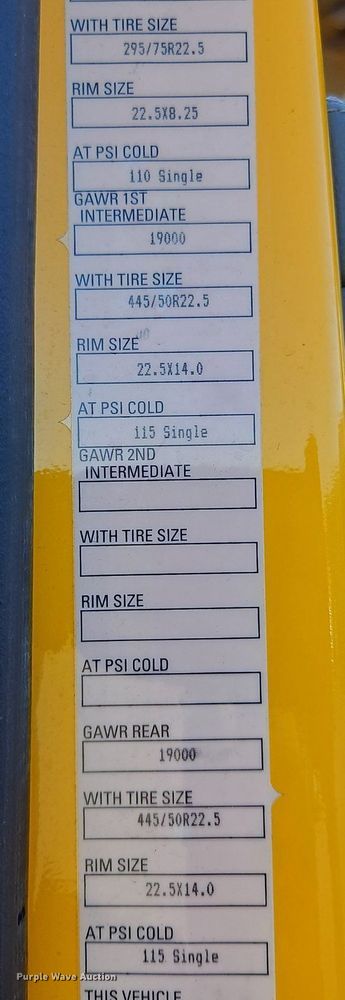 WITH TIRE SIZE
295/75R22.5
RIM SIZE
22.5X8.25
AT PSI COLD
110 Single
GAWR 1ST
INTERMEDIATE
19000
WITH TIRE SIZE
445/50R22.5
RIM SIZE
22.5X14.0
AT PSI COLD
115 Single
GAWR 2ND
INTERMEDIATE
WITH TIRE SIZE
RIM SIZE
AT PSI COLD
GAWR REAR
19000
WITH TIRE SIZE
445/50R22.5
RIM SIZE
22.5X14.0
AT PSI COLD
115 Single
Purple Wave Auction
THIS VEHICLE